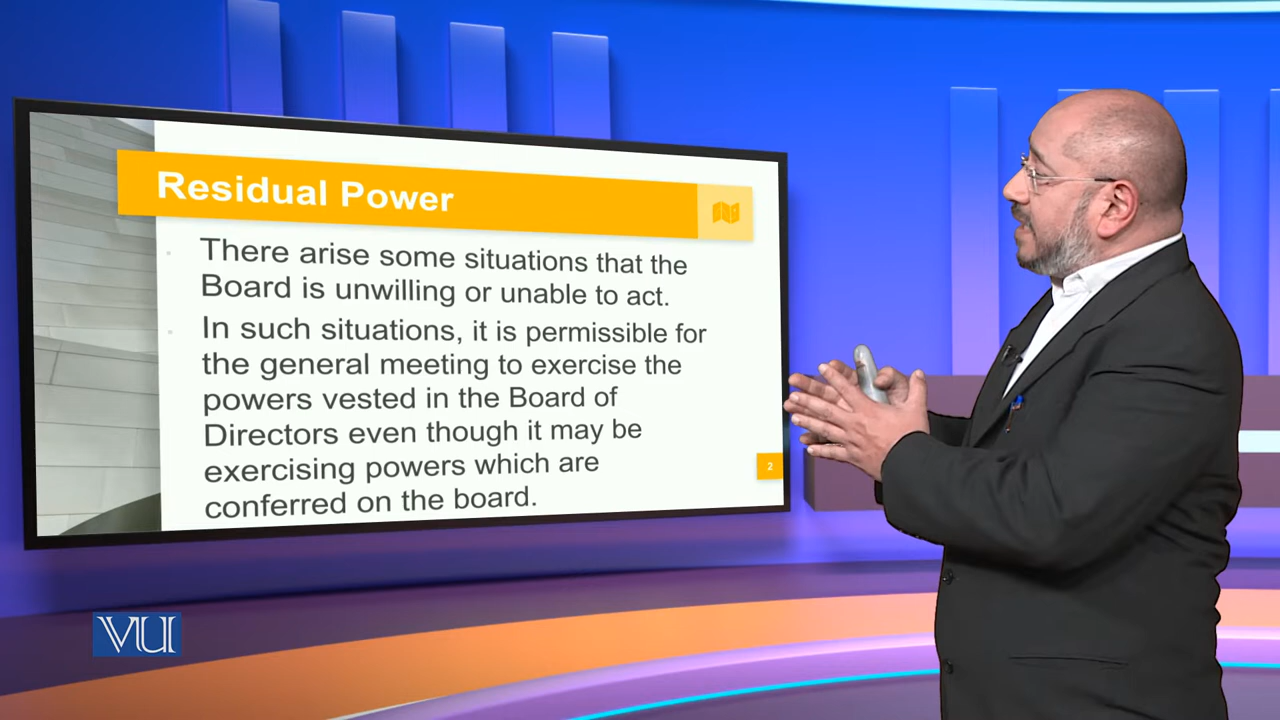 Residual Power
There arise some situations that the
Board is unwilling or unable to act.
In such situations, it is permissible for
the general meeting to exercise the
powers vested in the Board of
Directors even though it may be
exercising powers which are
conferred on the board.
2
VU